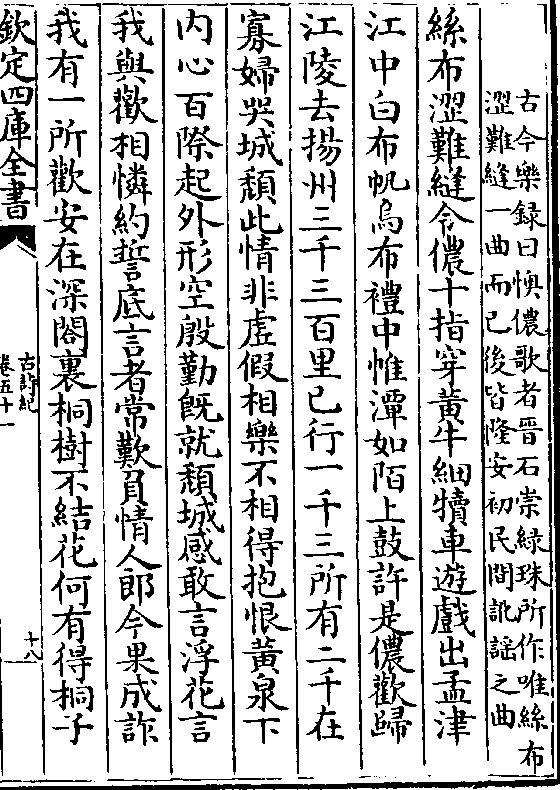 古今樂録曰懊儂歌者晉石崇緑珠所作唯絲布
澀難縫一曲而已後皆隆安初民間訛謡之曲
絲布澀難縫令儂十指穿黃牛細犢車遊戲出孟津
江中白布帆烏布禮中帷潭如陌上鼓許是儂歡歸
江陵去揚州三千三百里已行一千三所有二千在
寡婦哭城頽此情非虛假相樂不相得抱恨黃泉下
内心百際起外形空殷勤旣就頽城感敢言浮花言
我與歡相憐約誓底言者常歎負情人郎今果成詐
我有一所歡安在深閤裏桐樹不結花何有得桐子
欽定四庫全書
古詩紀
卷五十一
十八